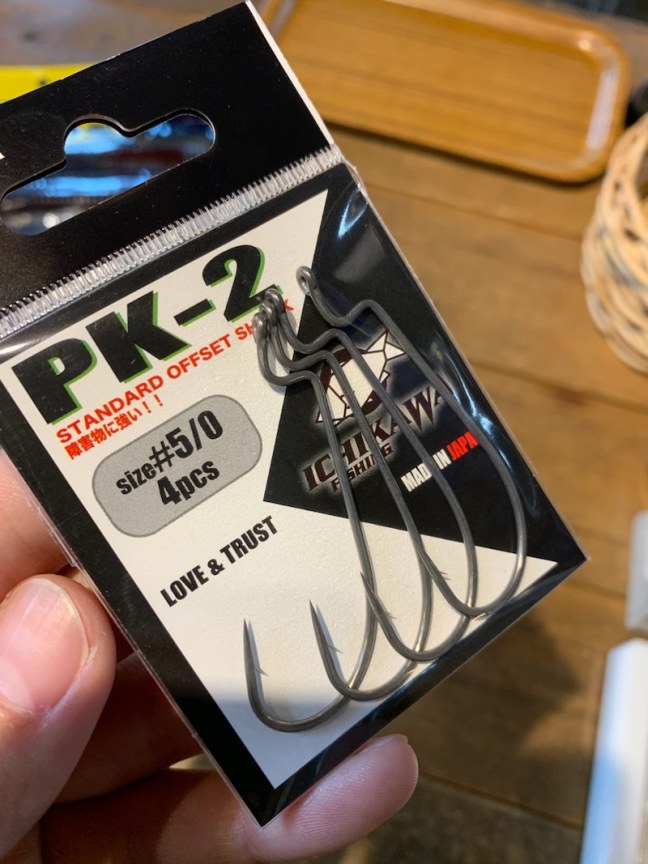 PK-2
STANDARD OFFSET
障害物に強い！！
size#5/0
4pcs
ICHIKAWA
FISHING
MADE IN JAPAN
LOVE & TRUST